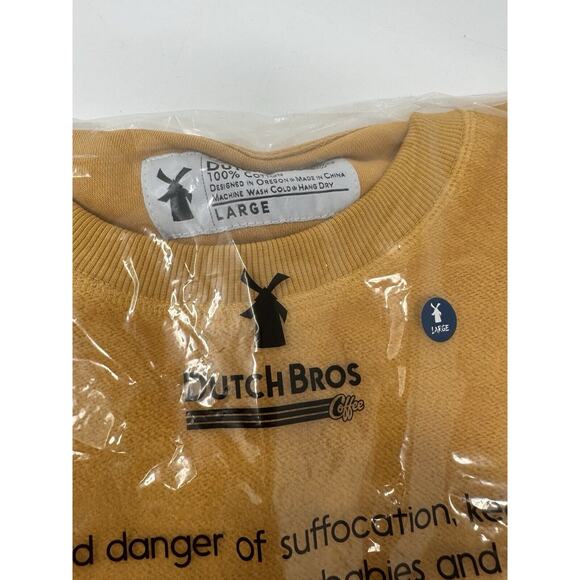 100% COTTON
DESIGNED IN OREGON MADE IN CHINA
MACHINE WASH COLD HANG DRY
LARGE
LARGE
DUTCH BROS
Coffee
danger of suffocation,
babies and